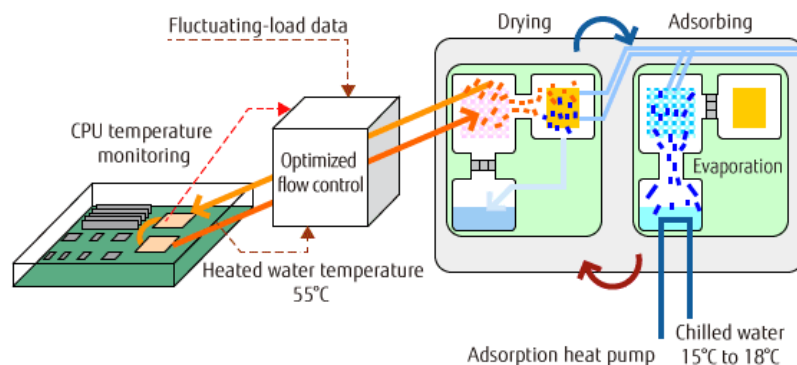 Fluctuating-load data
Drying
Adsorbing
CPU temperature
monitoring
Optimized
flow control
Evaporation
Heated water temperature
55°C
Adsorption heat pump
Chilled water
15°C to 18°C